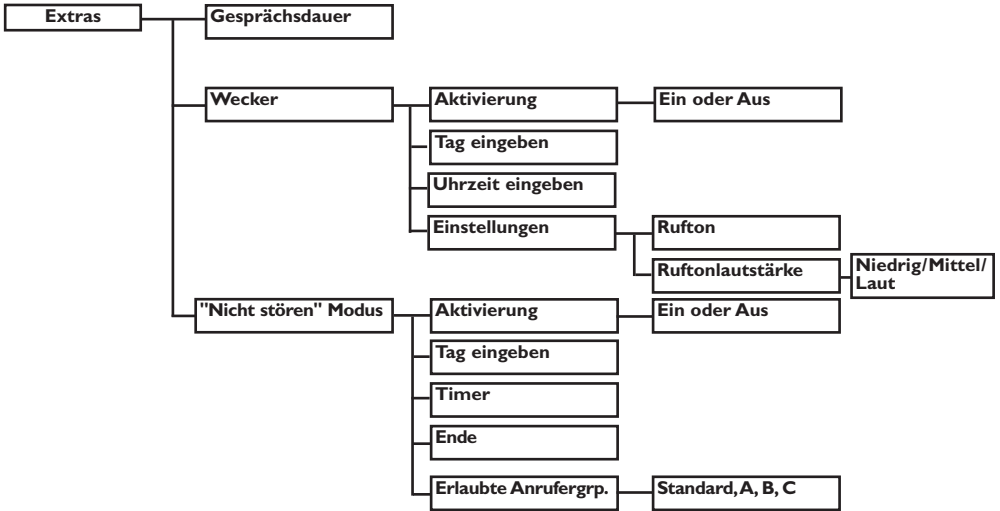 Extras
Gesprächsdauer
Wecker
Aktivierung
Ein oder Aus
Tag eingeben
Uhrzeit eingeben
Einstellungen
Rufton
Ruftonlautstärke
Niedrig/Mittel/
Laut
"Nicht stören" Modus
Aktivierung
Ein oder Aus
Tag eingeben
Timer
Ende
Erlaubte Anrufergrp.
Standard, A, B, C